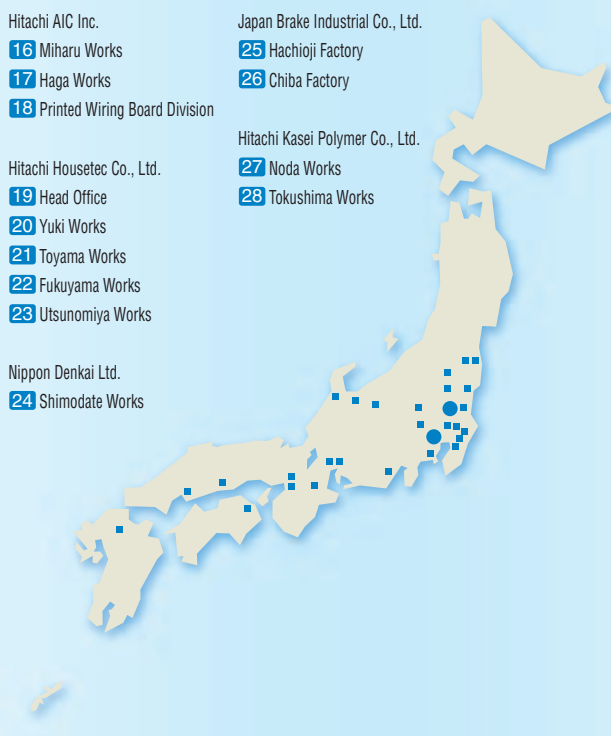 Hitachi AIC Inc.
16 Miharu Works
17 Haga Works
18 Printed Wiring Board Division
Hitachi Housetec Co., Ltd.
19 Head Office
20 Yuki Works
21 Toyama Works
22 Fukuyama Works
23 Utsunomiya Works
Nippon Denkai Ltd.
24 Shimodate Works
Japan Brake Industrial Co., Ltd.
25 Hachioji Factory
26 Chiba Factory
Hitachi Kasei Polymer Co., Ltd.
27 Noda Works
28 Tokushima Works